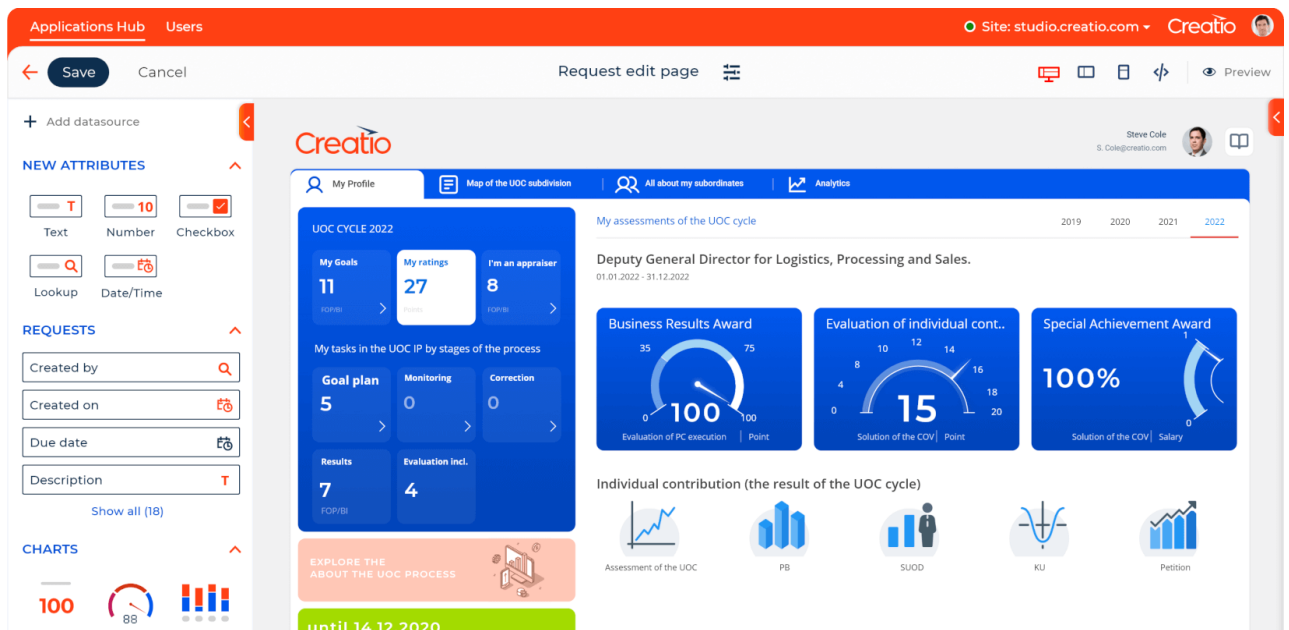 Applications Hub Users
Site: studio.creatio.com
Creatio
Save Cancel
Request edit page
Preview
Add datasource
NEW ATTRIBUTES
T
10
Text Number Checkbox
Lookup Date/Time
REQUESTS
Created by
Created on
Due date
Description T
Show all (18)
CHARTS
100
88
Creatio
Steve Cole
S. Cole@creatio.com
My Profile
Map of the UOC subdivision
All about my subordinates
Analytics
UOC CYCLE 2022
My Goals
11
FOP/BI
My ratings
27
Points
I'm an appraiser
8
FOP/BI
My tasks in the UOC IP by stages of the process
Goal plan
5
Monitoring
0
Correction
0
Results
7
FOP/BI
Evaluation incl.
4
EXPLORE THE
ABOUT THE UOC PROCESS
until 14.12.2020
My assessments of the UOC cycle
2019 2020 2021 2022
Deputy General Director for Logistics, Processing and Sales.
01.01.2022 - 31.12.2022
Business Results Award
35 75
0 100 100
Evaluation of PC execution | Point
Evaluation of individual cont..
0 4 8 10 12 14 16 18 20
15
Solution of the COV | Point
Special Achievement Award
1
100%
0
Solution of the COV | Salary
Individual contribution (the result of the UOC cycle)
Assessment of the UOC
PB
SUOD
KU
Petition